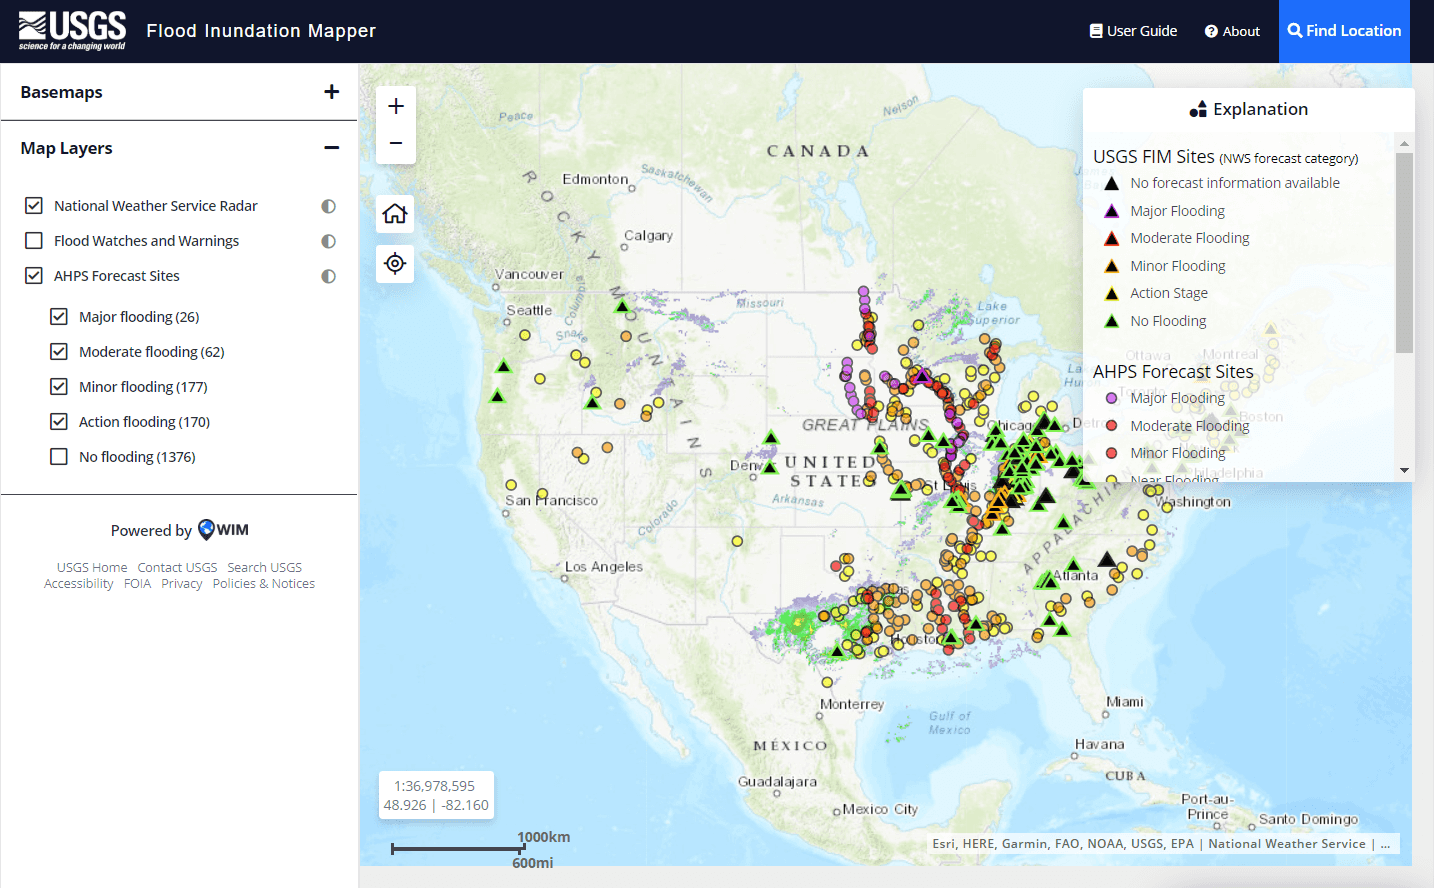 USGS
science for a changing world
Flood Inundation Mapper
User Guide
About
Find Location
Basemaps
Map Layers
National Weather Service Radar
Flood Watches and Warnings
AHPS Forecast Sites
Major flooding (26)
Moderate flooding (62)
Minor flooding (177)
Action flooding (170)
No flooding (1376)
Powered by WIM
USGS Home Contact USGS Search USGS
Accessibility FOIA Privacy Policies & Notices
Explanation
USGS FIM Sites (NWS forecast category)
No forecast information available
Major Flooding
Moderate Flooding
Minor Flooding
Action Stage
No Flooding
AHPS Forecast Sites
Major Flooding
Moderate Flooding
Minor Flooding
Near Flooding
Peace
Nelson
CANADA
Edmonton
Saskatchewan
ROCKY MOUNTAINS
Calgary
Vancouver
Columbia
Seattle
Snake
Missouri
Lake
Superior
Ottawa
Montreal
Toronto
Boston
Chicago
GREAT PLAINS
UNITED
STATES
St Louis
Philadelphia
Washington
APPALACHIAN
San Francisco
Colorado
Arkansas
Los Angeles
Atlanta
Houston
Monterrey
Gulf of
Mexico
Miami
MÉXICO
Havana
CUBA
Guadalajara
Mexico City
Port-au-
Prince
Santo Domingo
1:36,978,595
48.926 | -82.160
1000km
600mi
Esri, HERE, Garmin, FAO, NOAA, USGS, EPA | National Weather Service | ...